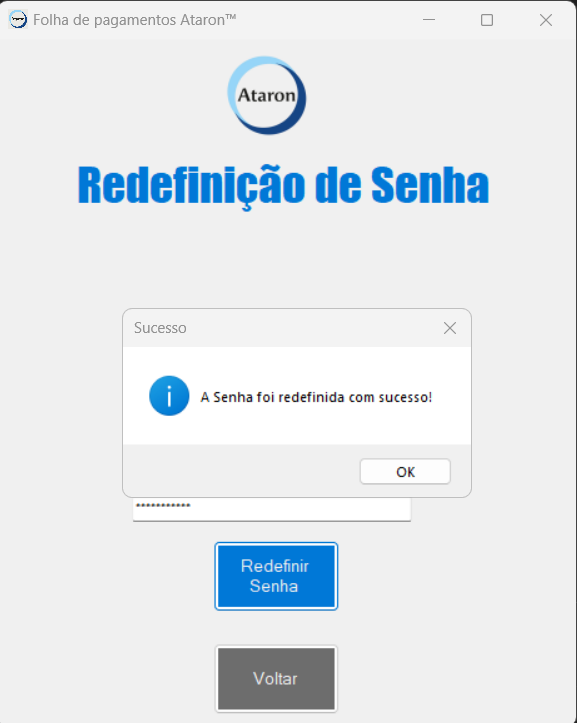 Folha de pagamentos Ataron™
Ataron
Redefinição de Senha
Sucesso
A Senha foi redefinida com sucesso!
OK
***********
Redefinir
Senha
Voltar